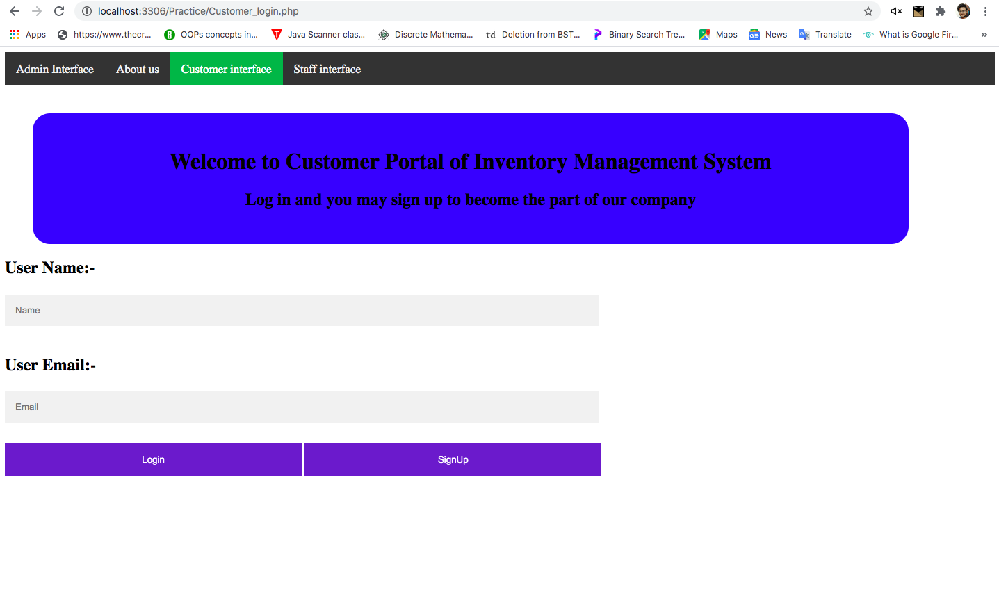 localhost:3306/Practice/Customer_login.php
Apps https://www.thecr... OOPs concepts in... Java Scanner clas... Discrete Mathema... td Deletion from BST... Binary Search Tre... Maps News Translate What is Google Fir... »
Admin Interface About us Customer interface Staff interface
Welcome to Customer Portal of Inventory Management System
Log in and you may sign up to become the part of our company
User Name:-
Name
User Email:-
Email
Login SignUp